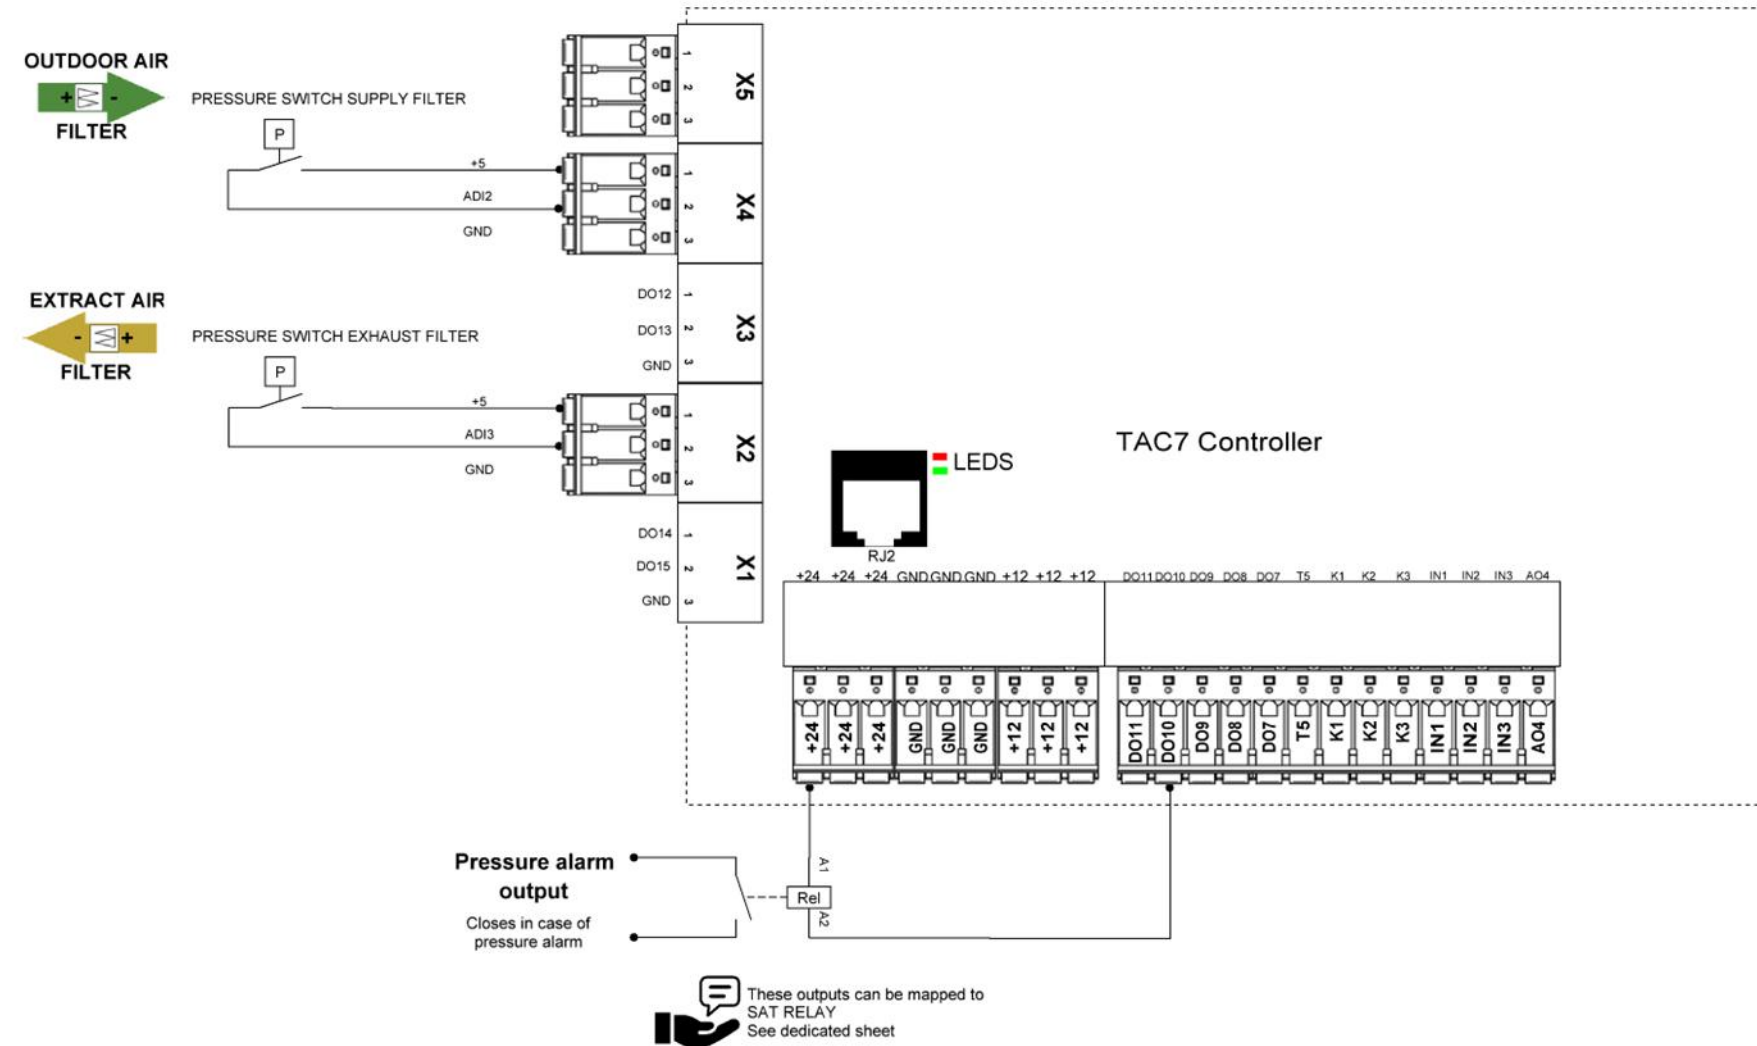 OUTDOOR AIR
+ -
FILTER
PRESSURE SWITCH SUPPLY FILTER
P
+5
ADI2
GND
1
2
3
X5
1
2
3
X4
EXTRACT AIR
- +
FILTER
PRESSURE SWITCH EXHAUST FILTER
P
+5
ADI3
GND
DO12
DO13
GND
1
2
3
X3
1
2
3
X2
DO14
DO15
GND
1
2
3
X1
TAC7 Controller
LEDS
RJ2
+24 +24 +24 GND GND GND +12 +12 +12
DO11 DO10 DO9 DO8 DO7 T5 K1 K2 K3 IN1 IN2 IN3 AO4
+24 +24 +24 GND GND GND +12 +12 +12
DO11 DO10 DO9 DO8 DO7 T5 K1 K2 K3 IN1 IN2 IN3 AO4
Pressure alarm
output
Closes in case of
pressure alarm
A1
Rel
A2
These outputs can be mapped to
SAT RELAY
See dedicated sheet